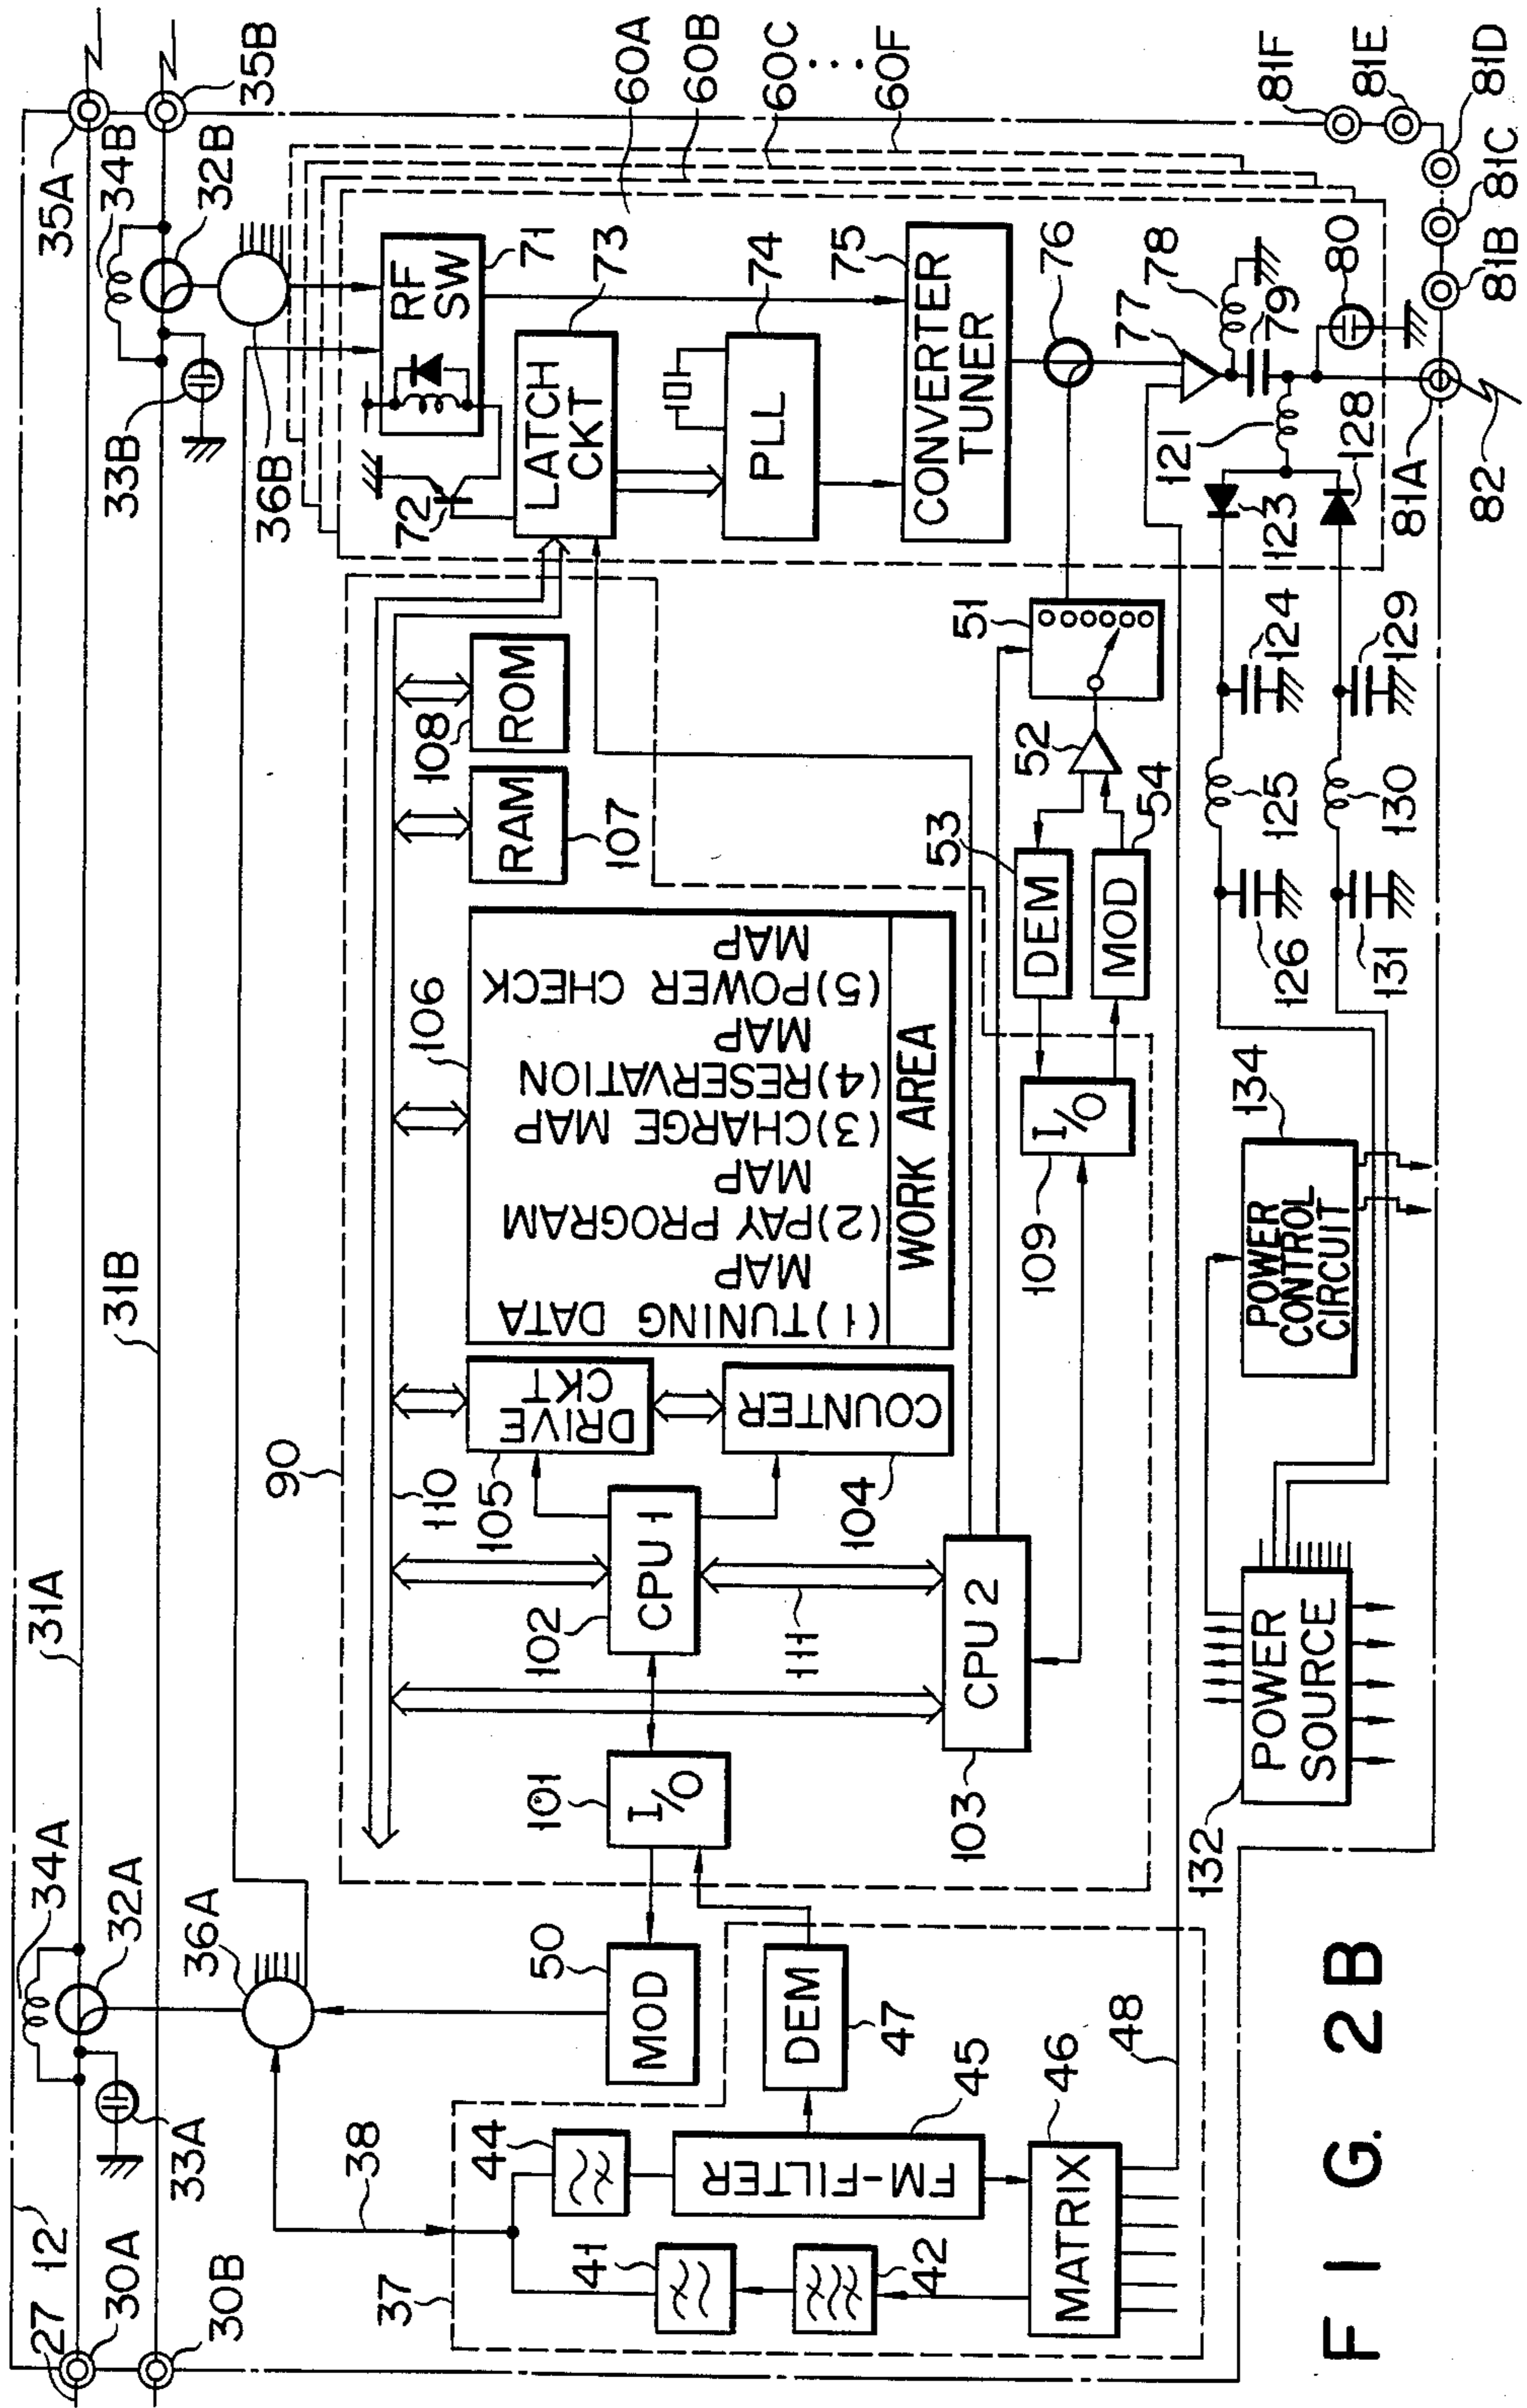 FIG. 2B
12
27
30A
30B
31A
31B
32A
33A
34A
36A
32B
33B
34B
35A
35B
36B
37
38
41
42
44
FM-FILTER
45
MATRIX
46
DEM
47
48
MOD
50
90
I/O
101
CPU 1
102
CPU 2
103
COUNTER
104
DRIVE
CKT
105
106
(1) TUNING DATA
MAP
(2) PAY PROGRAM
MAP
(3) CHARGE MAP
(4) RESERVATION
MAP
(5) POWER CHECK
MAP
WORK AREA
RAM
107
ROM
108
I/O
109
110
111
DEM
53
MOD
54
52
51
60A
60B
60C
60F
RF
SW
71
72
LATCH
CKT
73
PLL
74
CONVERTER
TUNER
75
76
77
78
79
80
81A
81B
81C
81D
81E
81F
82
121
123
124
125
126
128
129
130
131
POWER
SOURCE
132
POWER
CONTROL
CIRCUIT
134